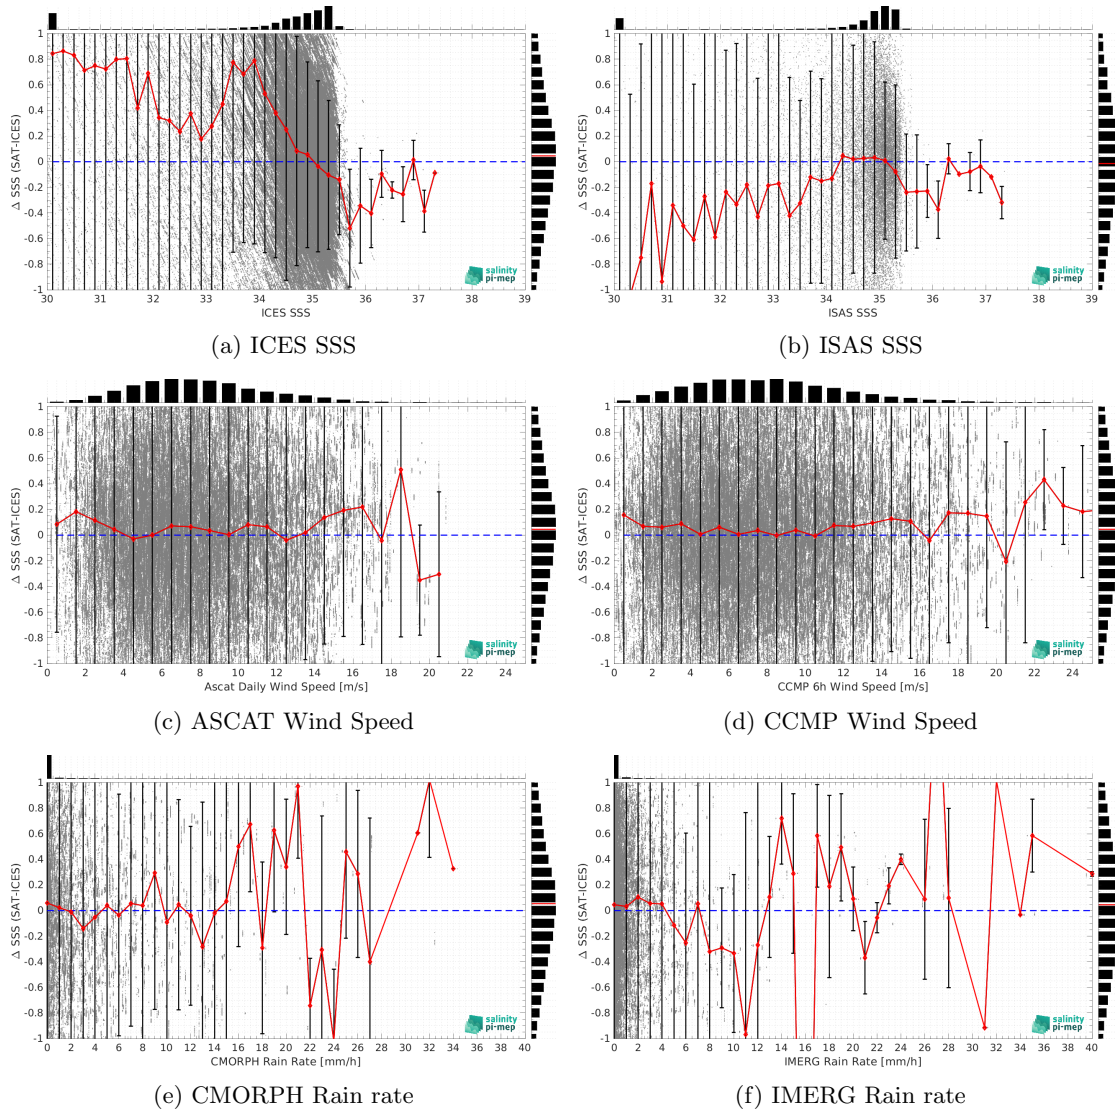 1
0.8
0.6
0.4
0.2
0
-0.2
-0.4
-0.6
-0.8
-1
Δ SSS (SAT-ICES)
30 31 32 33 34 35 36 37 38 39
ICES SSS
salinity
pi-mep
(a) ICES SSS
1
0.8
0.6
0.4
0.2
0
-0.2
-0.4
-0.6
-0.8
-1
Δ SSS (SAT-ICES)
30 31 32 33 34 35 36 37 38 39
ISAS SSS
salinity
pi-mep
(b) ISAS SSS
1
0.8
0.6
0.4
0.2
0
-0.2
-0.4
-0.6
-0.8
-1
Δ SSS (SAT-ICES)
0 2 4 6 8 10 12 14 16 18 20 22
Ascat Daily Wind Speed [m/s]
salinity
pi-mep
(c) ASCAT Wind Speed
1
0.8
0.6
0.4
0.2
0
-0.2
-0.4
-0.6
-0.8
-1
Δ SSS (SAT-ICES)
0 2 4 6 8 10 12 14 16 18 20 22 24
CCMP 6h Wind Speed [m/s]
salinity
pi-mep
(d) CCMP Wind Speed
1
0.8
0.6
0.4
0.2
0
-0.2
-0.4
-0.6
-0.8
-1
Δ SSS (SAT-ICES)
0 2 4 6 8 10 12 14 16 18 20 22 24 26 28 30 32 34 36 38 40
CMORPH Rain Rate [mm/h]
salinity
pi-mep
(e) CMORPH Rain rate
1
0.8
0.6
0.4
0.2
0
-0.2
-0.4
-0.6
-0.8
-1
Δ SSS (SAT-ICES)
0 2 4 6 8 10 12 14 16 18 20 22 24 26 28 30 32 34 36 38 40
IMERG Rain Rate [mm/h]
salinity
pi-mep
(f) IMERG Rain rate